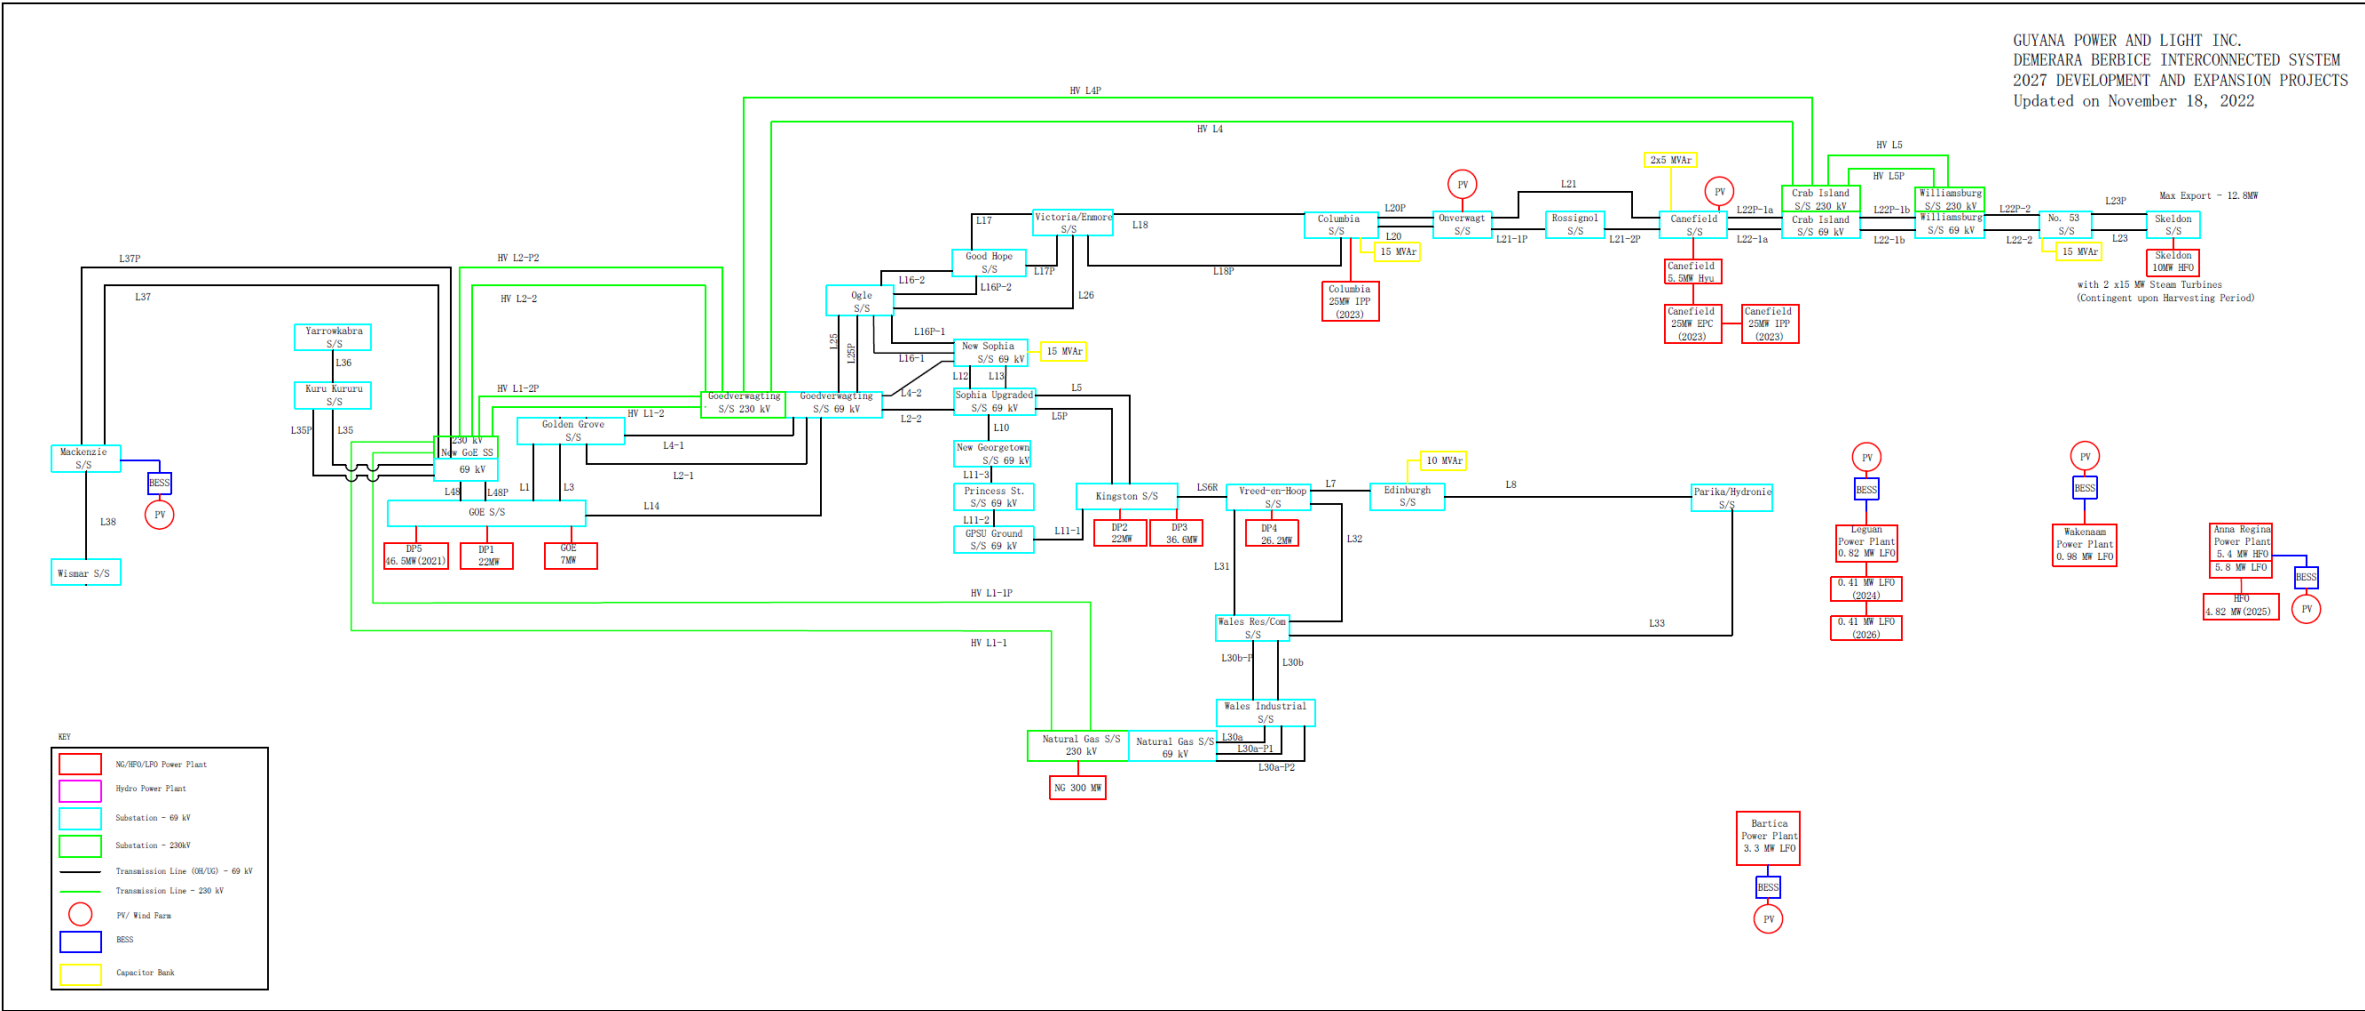 GUYANA POWER AND LIGHT INC.
DEMERARA BERBICE INTERCONNECTED SYSTEM
2027 DEVELOPMENT AND EXPANSION PROJECTS
Updated on November 18, 2022
HV L4P
HV L4
2x5 MVAr
HV L5
HV L5P
PV
L21
PV
Crab Island
S/S 230 kV
Williamsburg
S/S 230 kV
Max Export - 12.8MW
L17
Victoria/Enmore
S/S
L18
Columbia
S/S
L20P
L20
Onverwagt
S/S
L21-1P
Rossignol
S/S
L21-2P
Canefield
S/S
L22P-1a
L22-1a
Crab Island
S/S 69 kV
L22P-1b
L22-1b
Williamsburg
S/S 69 kV
L22P-2
L22-2
No. 53
S/S
L23P
L23
Skeldon
S/S
15 MVAr
15 MVAr
Skeldon
10MW HFO
with 2 x15 MW Steam Turbines
(Contingent upon Harvesting Period)
Good Hope
S/S
L17P
L18P
L16-2
L16P-2
L26
Columbia
25MW IPP
(2023)
Canefield
5.5MW Hyu
Canefield
25MW EPC
(2023)
Canefield
25MW IPP
(2023)
L37P
L37
HV L2-P2
HV L2-2
Ogle
S/S
L25
L25P
L16P-1
L16-1
New Sophia
S/S 69 kV
15 MVAr
Yarrowkabra
S/S
L36
Kuru Kururu
S/S
L35P
L35
L12
L13
L4-2
L2-2
Sophia Upgraded
S/S 69 kV
L5
L5P
HV L1-2P
HV L1-2
Goedverwagting
S/S 230 kV
Goedverwagting
S/S 69 kV
Golden Grove
S/S
L4-1
L2-1
L10
New Georgetown
S/S 69 kV
L11-3
Princess St.
S/S 69 kV
L11-2
GPSU Ground
S/S 69 kV
L11-1
230 kV
New GoE SS
69 kV
L48
L48P
L1
L3
GOE S/S
L14
DP5
46.5MW(2021)
DP1
22MW
GOE
7MW
Mackenzie
S/S
BESS
PV
L38
Wismar S/S
Kingston S/S
LS6R
DP2
22MW
DP3
36.6MW
Vreed-en-Hoop
S/S
DP4
26.2MW
L7
10 MVAr
Edinburgh
S/S
L8
Parika/Hydronie
S/S
L32
L31
Wales Res/Com
S/S
L33
L30b-P
L30b
Wales Industrial
S/S
L30a
L30a-P1
L30a-P2
HV L1-1P
HV L1-1
Natural Gas S/S
230 kV
Natural Gas S/S
69 kV
NG 300 MW
PV
BESS
Leguan
Power Plant
0.82 MW LFO
0.41 MW LFO
(2024)
0.41 MW LFO
(2026)
PV
BESS
Wakenaam
Power Plant
0.98 MW LFO
Anna Regina
Power Plant
5.4 MW HFO
5.8 MW LFO
HFO
4.82 MW(2025)
BESS
PV
Bartica
Power Plant
3.3 MW LFO
BESS
PV
KEY
NG/HFO/LFO Power Plant
Hydro Power Plant
Substation - 69 kV
Substation - 230kV
Transmission Line (OH/UG) - 69 kV
Transmission Line - 230 kV
PV/ Wind Farm
BESS
Capacitor Bank